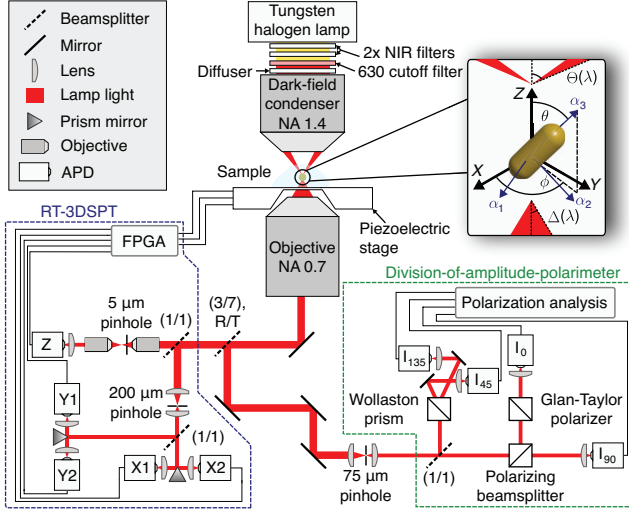 Beamsplitter
Mirror
Lens
Lamp light
Prism mirror
Objective
APD
Tungsten
halogen lamp
2x NIR filters
630 cutoff filter
Diffuser
Dark-field
condenser
NA 1.4
Sample
Piezoelectric
stage
Objective
NA 0.7
Θ(λ)
Z
θ
α3
X
ϕ
Y
α1
α2
Δ(λ)
RT-3DSPT
FPGA
5 µm
pinhole
(1/1)
(3/7),
R/T
Z
200 µm
pinhole
Y1
(1/1)
Y2
X1
X2
Division-of-amplitude-polarimeter
Polarization analysis
I135
I45
I0
Wollaston
prism
Glan-Taylor
polarizer
I90
75 µm
pinhole
(1/1)
Polarizing
beamsplitter